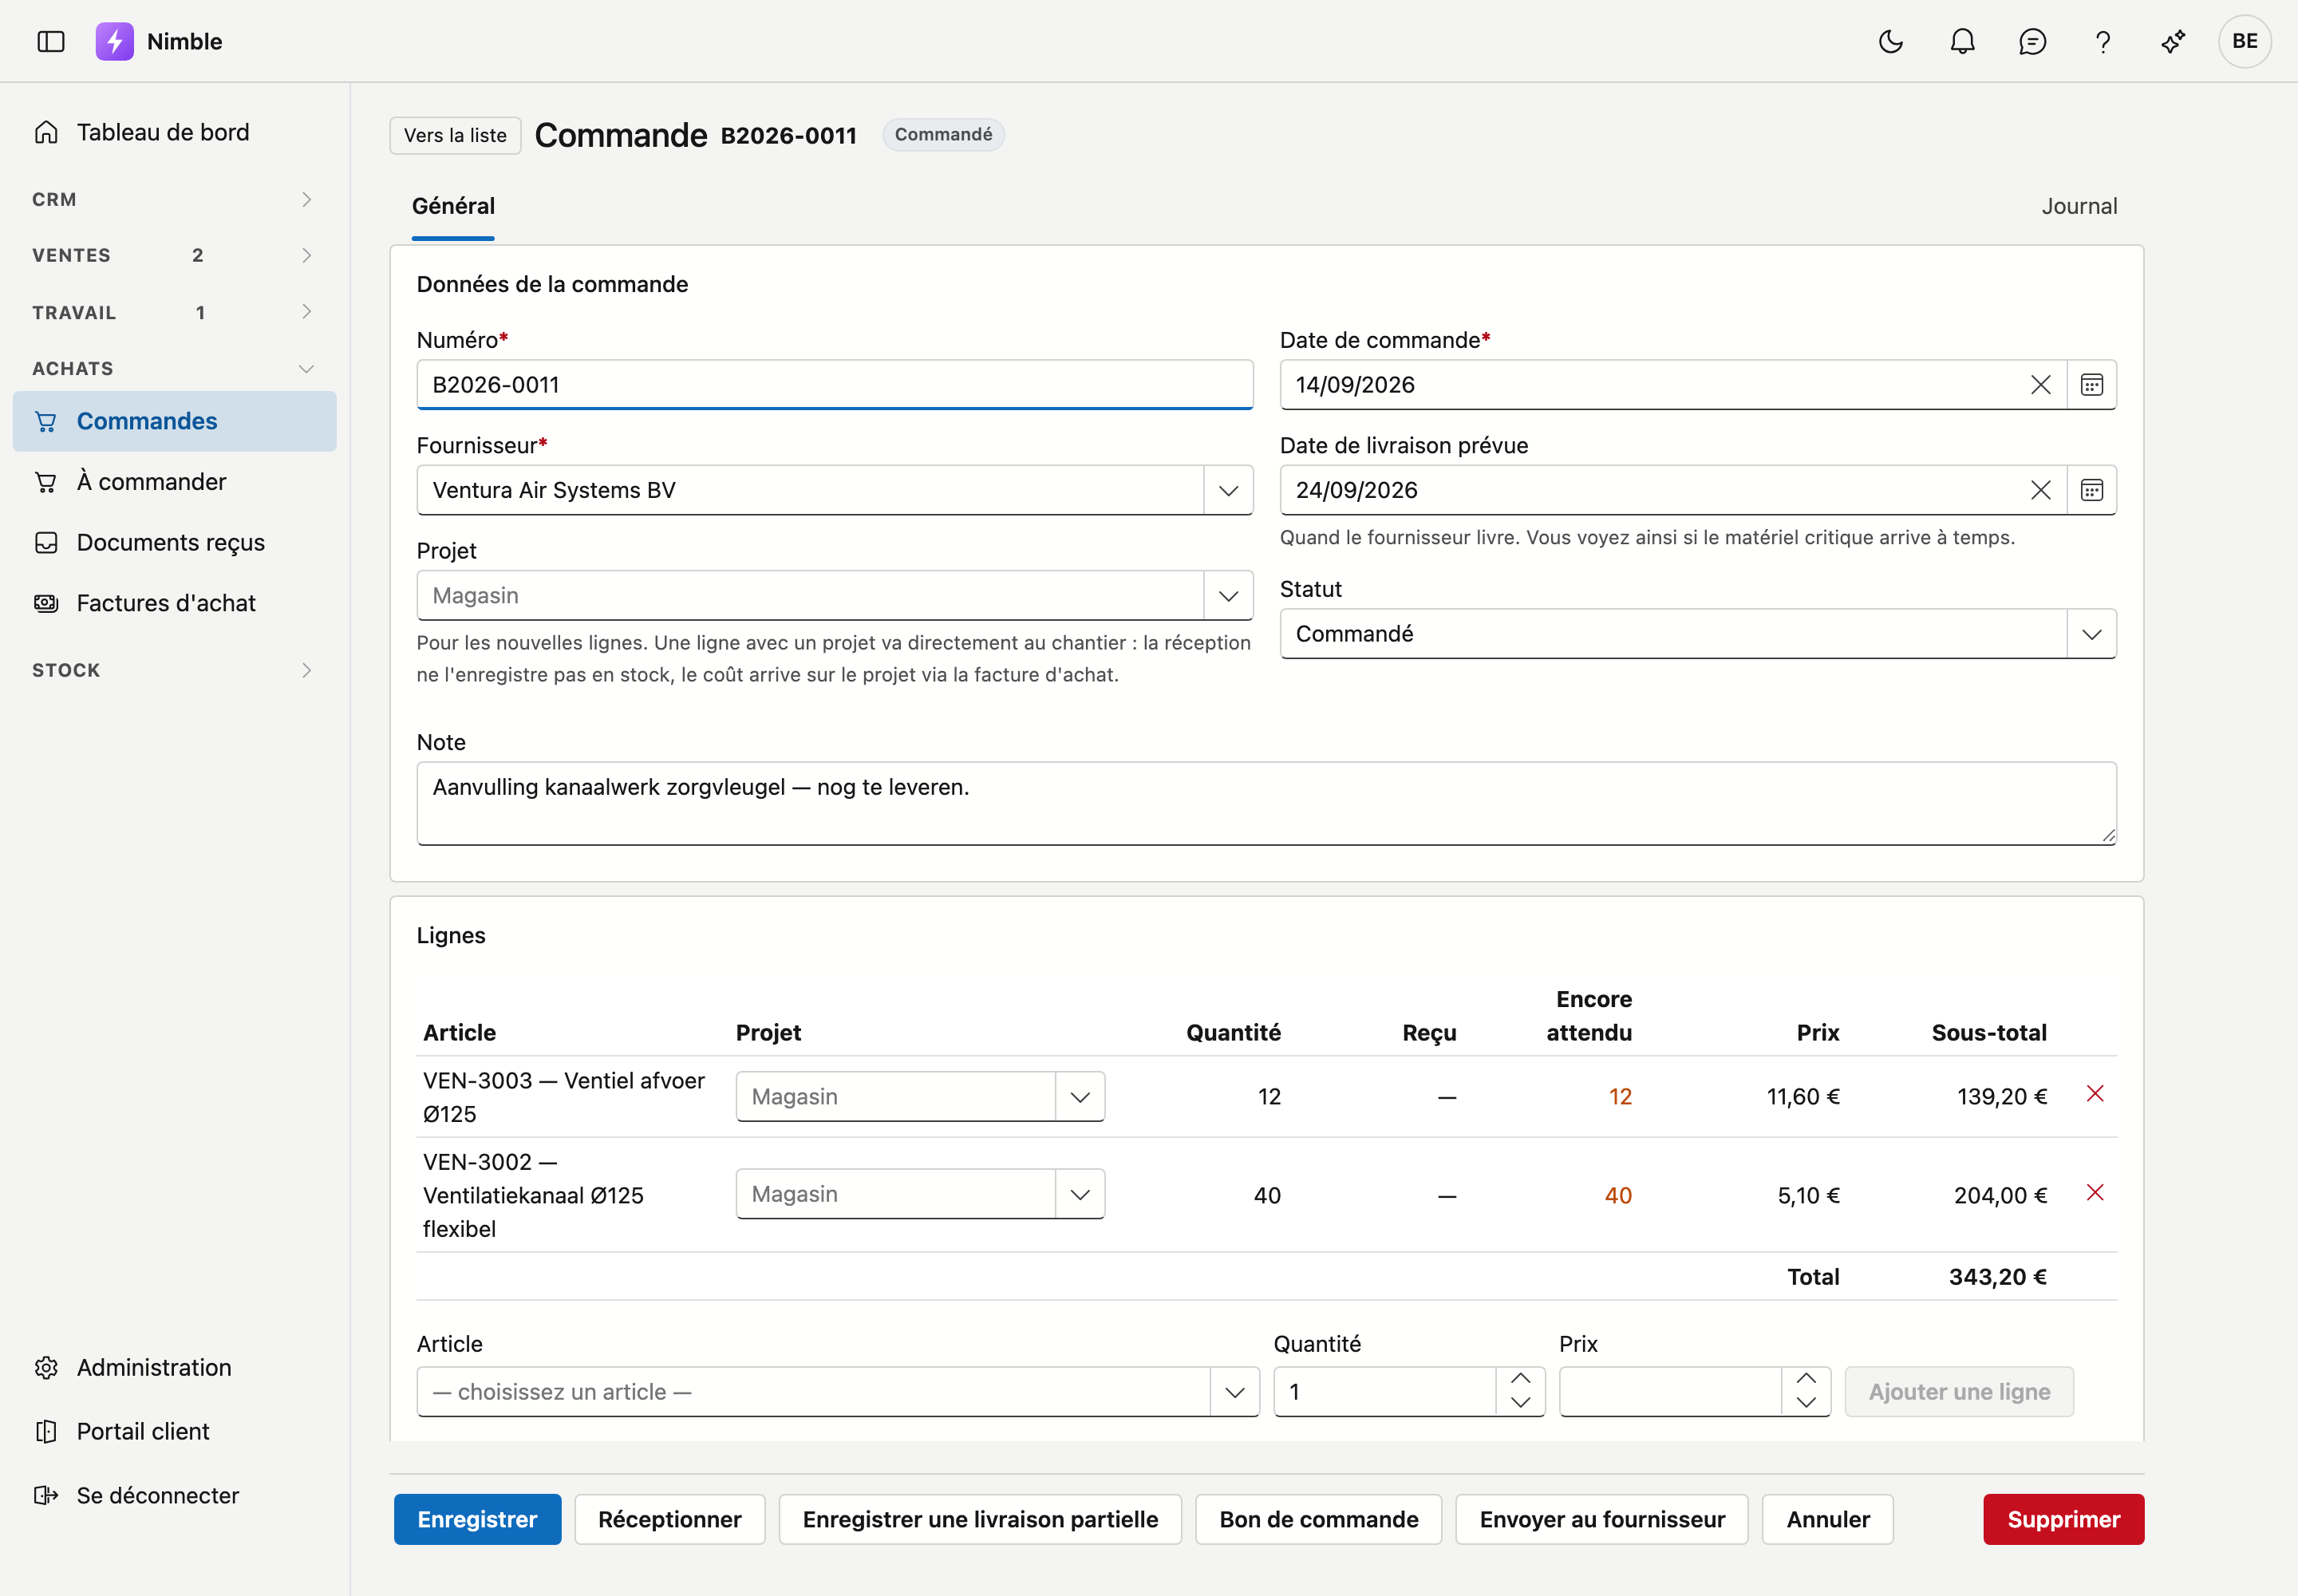 Nimble
BE
Tableau de bord
CRM
VENTES 2
TRAVAIL 1
ACHATS
Commandes
À commander
Documents reçus
Factures d'achat
STOCK
Administration
Portail client
Se déconnecter
Vers la liste Commande B2026-0011 Commandé
Général Journal
Données de la commande
Numéro*
B2026-0011
Date de commande*
14/09/2026
Fournisseur*
Ventura Air Systems BV
Date de livraison prévue
24/09/2026
Quand le fournisseur livre. Vous voyez ainsi si le matériel critique arrive à temps.
Projet
Magasin
Pour les nouvelles lignes. Une ligne avec un projet va directement au chantier : la réception
ne l'enregistre pas en stock, le coût arrive sur le projet via la facture d'achat.
Statut
Commandé
Note
Aanvulling kanaalwerk zorgvleugel — nog te leveren.
Lignes
Article Projet Quantité Reçu Encore attendu Prix Sous-total
VEN-3003 — Ventiel afvoer
Ø125
Magasin 12 — 12 11,60 € 139,20 €
VEN-3002 —
Ventilatiekanaal Ø125
flexibel
Magasin 40 — 40 5,10 € 204,00 €
Total 343,20 €
Article Quantité Prix
— choisissez un article — 1 Ajouter une ligne
Enregistrer Réceptionner Enregistrer une livraison partielle Bon de commande Envoyer au fournisseur Annuler Supprimer